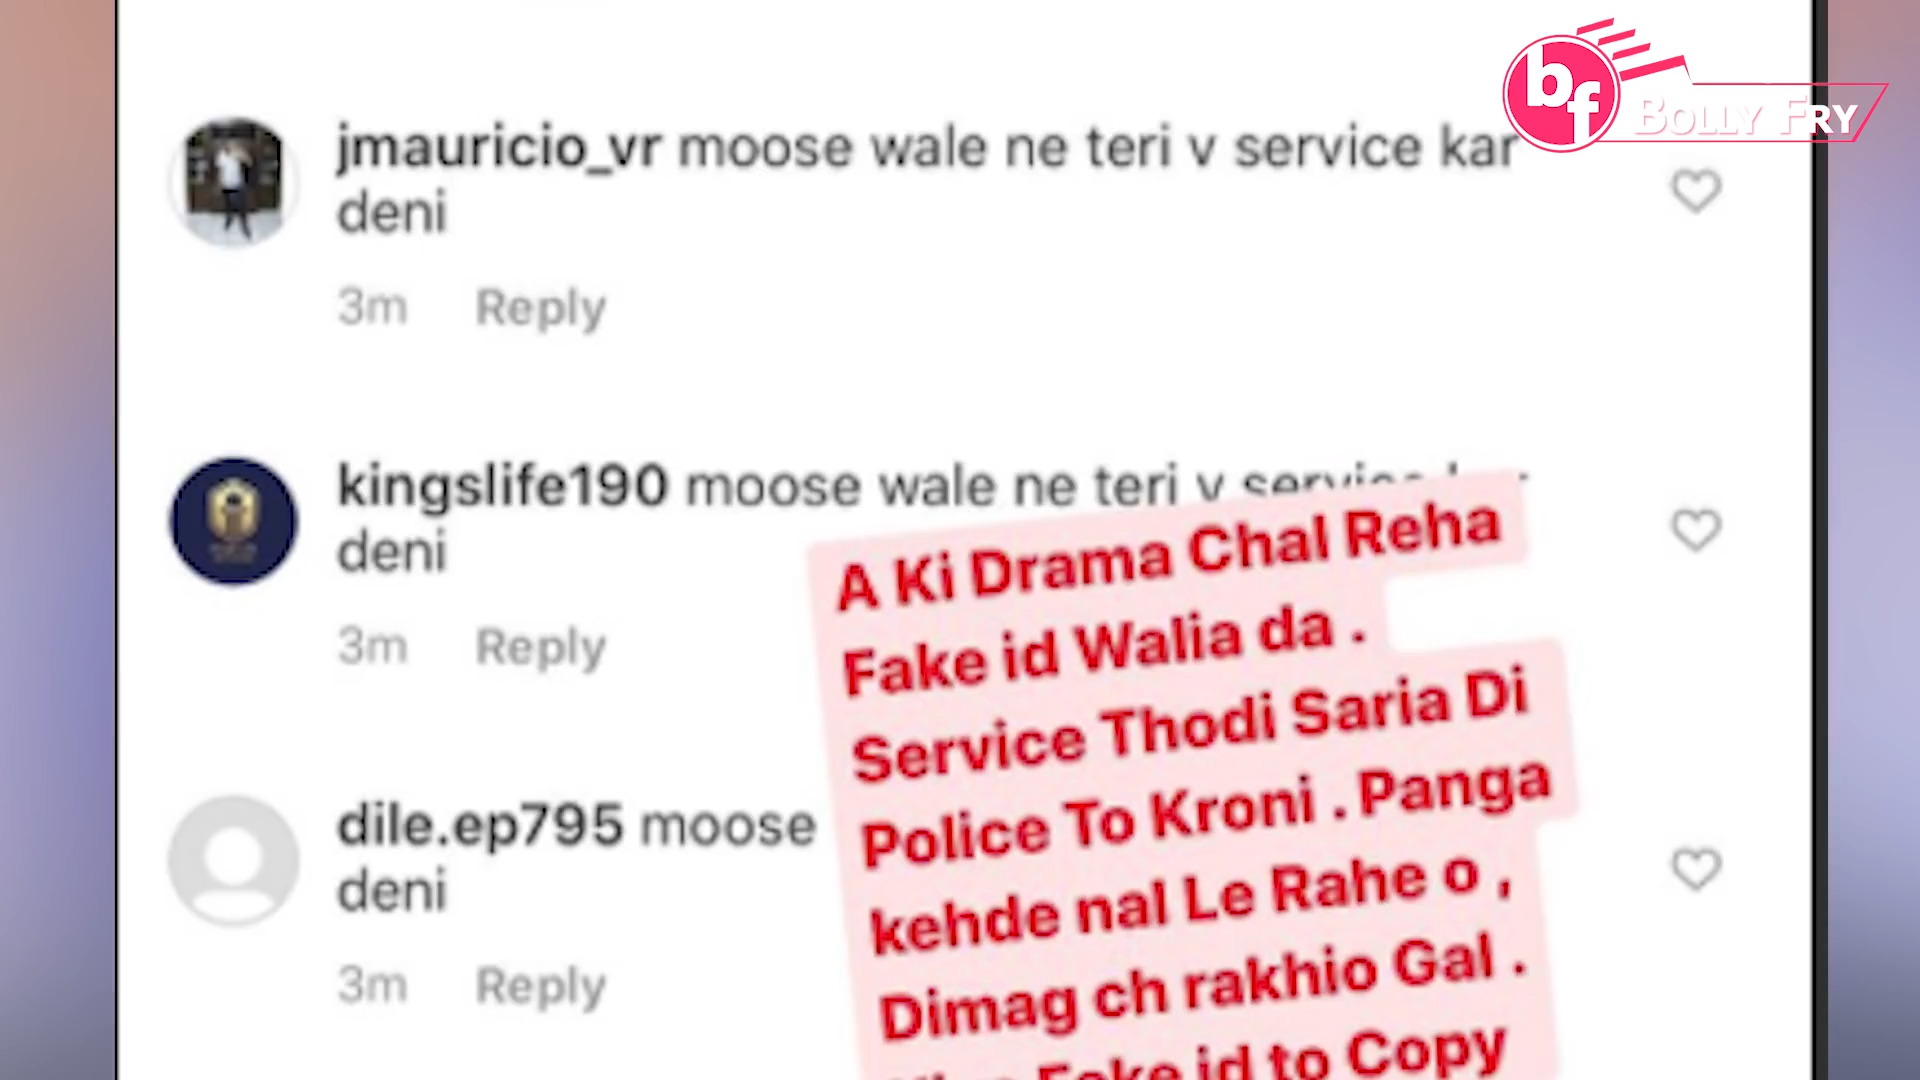 bf BOLLY FRY
jmauricio_vr moose wale ne teri v service kar
deni
3m Reply
kingslife190 moose wale ne teri v service
deni
3m Reply
dile.ep795 moose
deni
3m Reply
A Ki Drama Chal Reha
Fake id Walia da .
Service Thodi Saria Di
Police To Kroni . Panga
kehde nal Le Rahe o ,
Dimag ch rakhio Gal .
Fake id to Copy